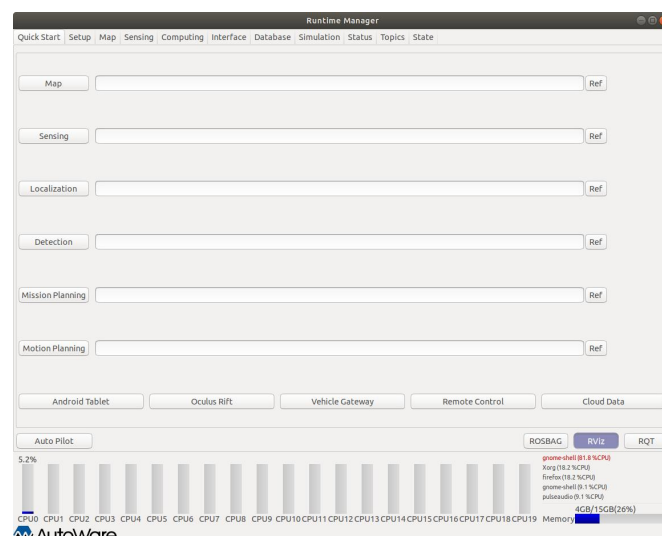 Runtime Manager
Quick Start Setup Map Sensing Computing Interface Database Simulation Status Topics State
Map Ref
Sensing Ref
Localization Ref
Detection Ref
Mission Planning Ref
Motion Planning Ref
Android Tablet Oculus Rift Vehicle Gateway Remote Control Cloud Data
Auto Pilot ROSBAG RViz RQT
5.2%
gnome-shell (81.8 %CPU)
Xorg (18.2 %CPU)
firefox (18.2 %CPU)
gnome-shell (9.1 %CPU)
pulseaudio (9.1 %CPU)
4GB/15GB(26%)
CPU0 CPU1 CPU2 CPU3 CPU4 CPU5 CPU6 CPU7 CPU8 CPU9 CPU10 CPU11 CPU12 CPU13 CPU14 CPU15 CPU16 CPU17 CPU18 CPU19 Memory
AutoWare